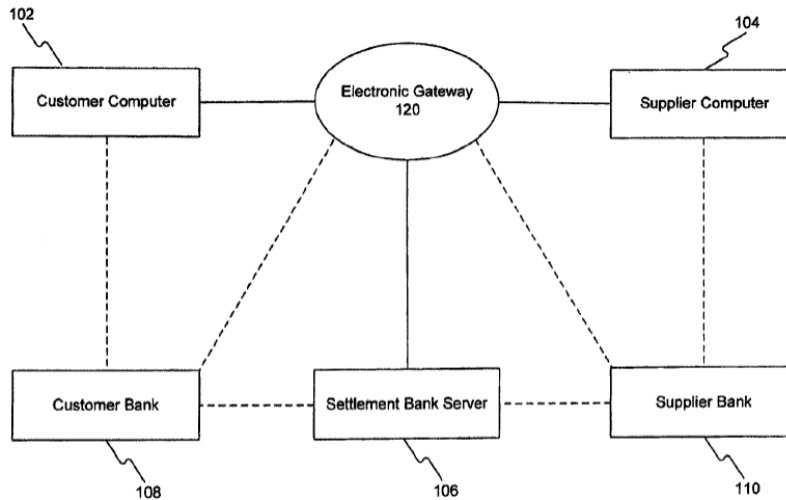 102
104
Customer Computer
Electronic Gateway
120
Supplier Computer
Customer Bank
Settlement Bank Server
Supplier Bank
108
106
110